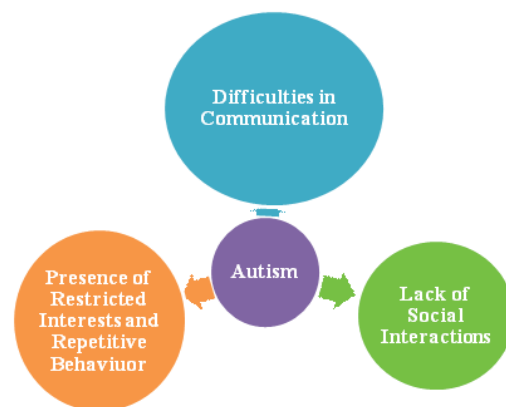 Difficulties in
Communication
Autism
Presence of
Restricted
Interests and
Repetitive
Behaviuor
Lack of
Social
Interactions